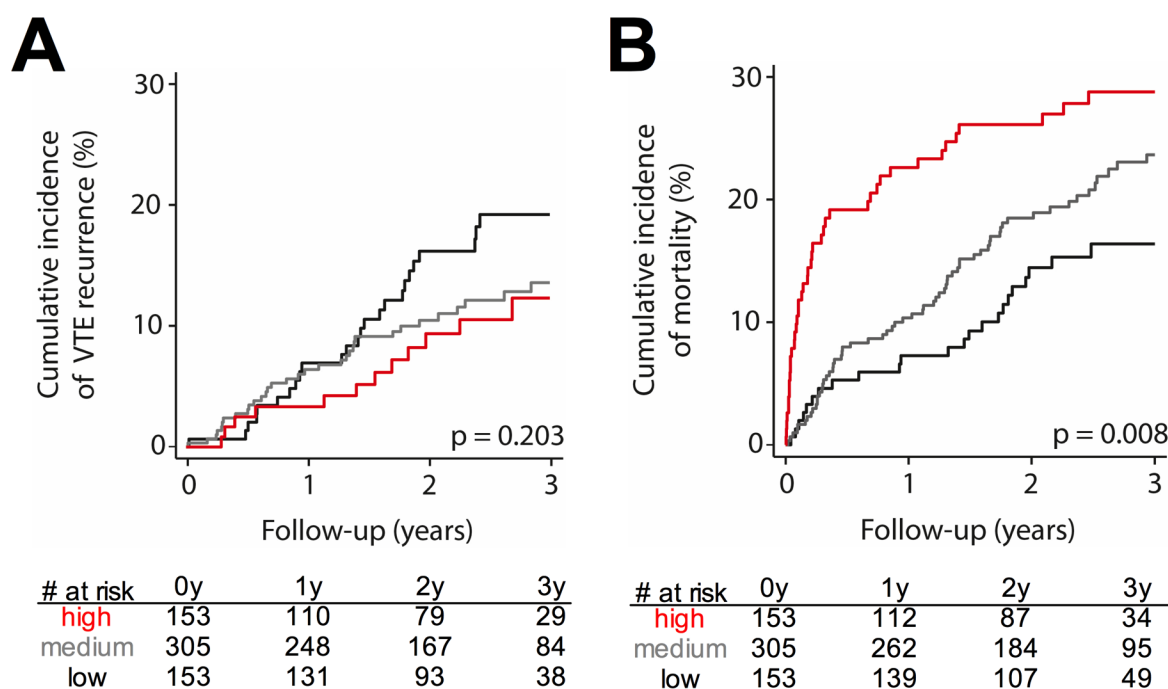 A
30
20
10
0
Cumulative incidence
of VTE recurrence (%)
p = 0.203
0 1 2 3
Follow-up (years)
# at risk 0y 1y 2y 3y
high 153 110 79 29
medium 305 248 167 84
low 153 131 93 38
B
30
20
10
0
Cumulative incidence
of mortality (%)
p = 0.008
0 1 2 3
Follow-up (years)
# at risk 0y 1y 2y 3y
high 153 112 87 34
medium 305 262 184 95
low 153 139 107 49